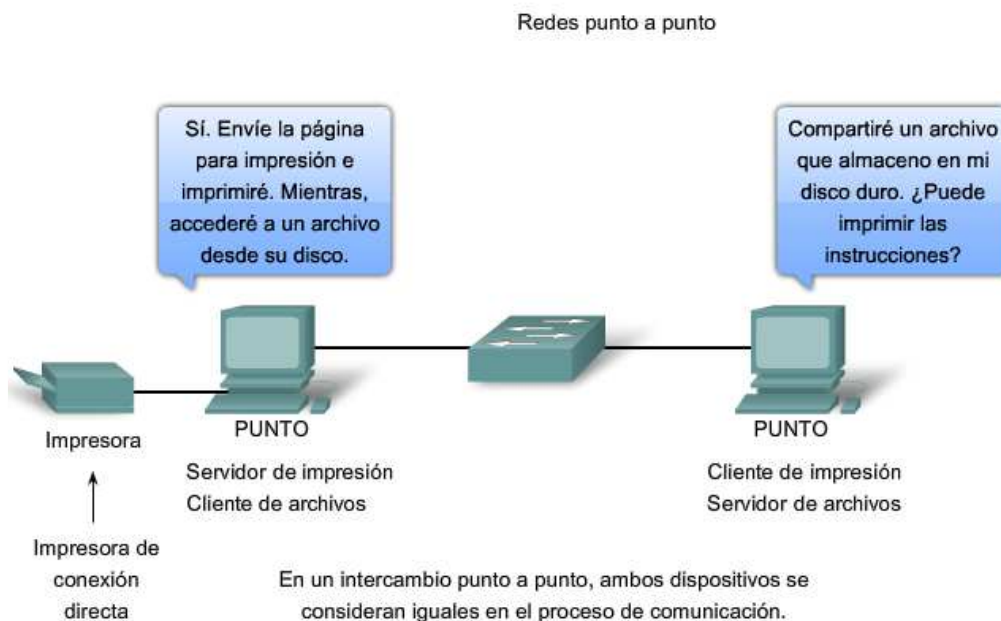 Redes punto a punto
Sí. Envíe la página
para impresión e
imprimiré. Mientras,
accederé a un archivo
desde su disco.
Compartiré un archivo
que almaceno en mi
disco duro. ¿Puede
imprimir las
instrucciones?
Impresora
PUNTO
Servidor de impresión
Cliente de archivos
PUNTO
Cliente de impresión
Servidor de archivos
Impresora de
conexión
directa
En un intercambio punto a punto, ambos dispositivos se
consideran iguales en el proceso de comunicación.